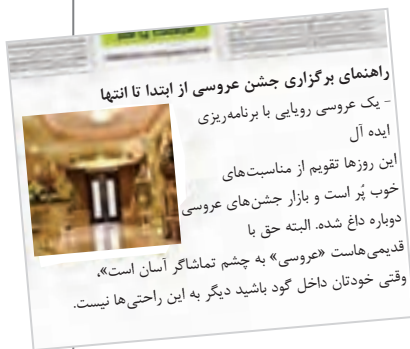 راهنمای برگزاری جشن عروسی از ابتدا تا انتها
- یک عروسی رویایی با برنامه‌ریزی
ایده آل
این روزها تقویم از مناسبت‌های
خوب پُر است و بازار جشن‌های عروسی
دوباره داغ شده. البته حق با
قدیمی‌هاست «عروسی» به چشم تماشاگر آسان است»،
وقتی خودتان داخل گود باشید دیگر به این راحتی‌ها نیست.